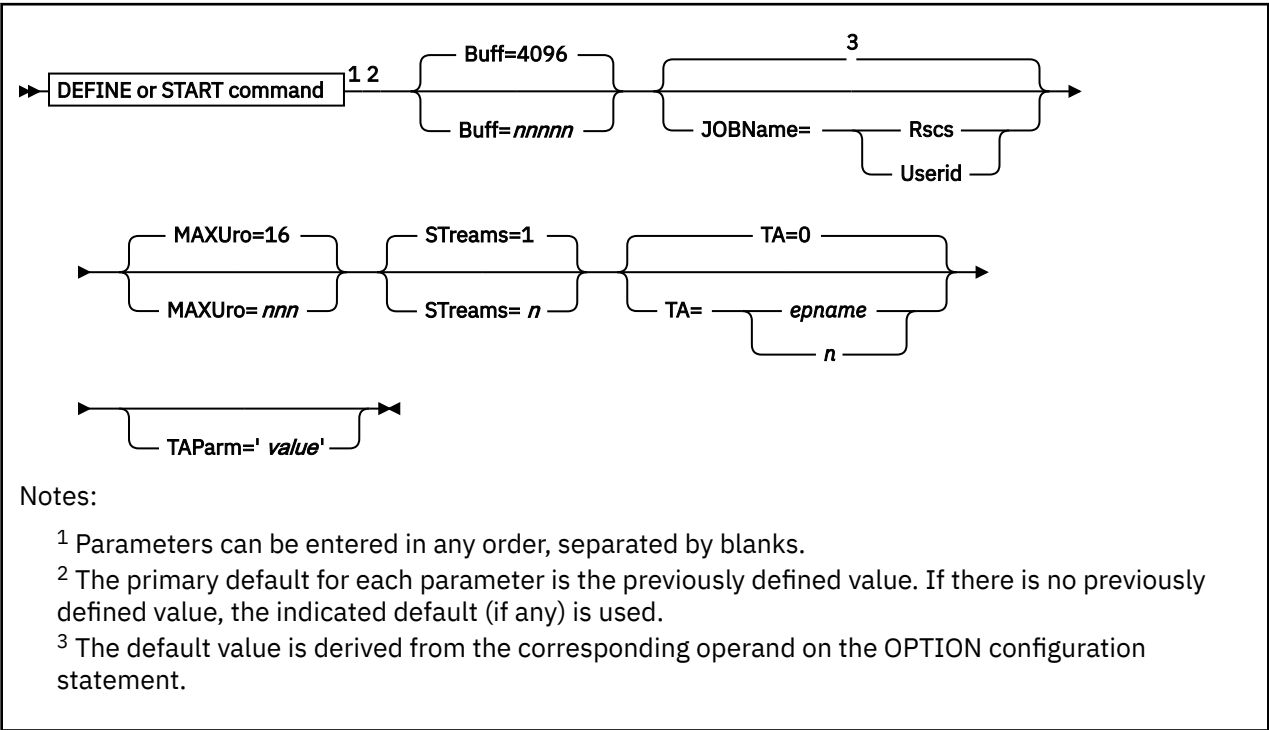 3
Buff=4096
DEFINE or START command 1 2
Buff=nnnnn JOBName= Rscs
Userid
MAXUro=16 STreams=1 TA=0
MAXUro= nnn STreams= n TA= epname
n
TAParm=' value'
Notes:
1 Parameters can be entered in any order, separated by blanks.
2 The primary default for each parameter is the previously defined value. If there is no previously
defined value, the indicated default (if any) is used.
3 The default value is derived from the corresponding operand on the OPTION configuration
statement.